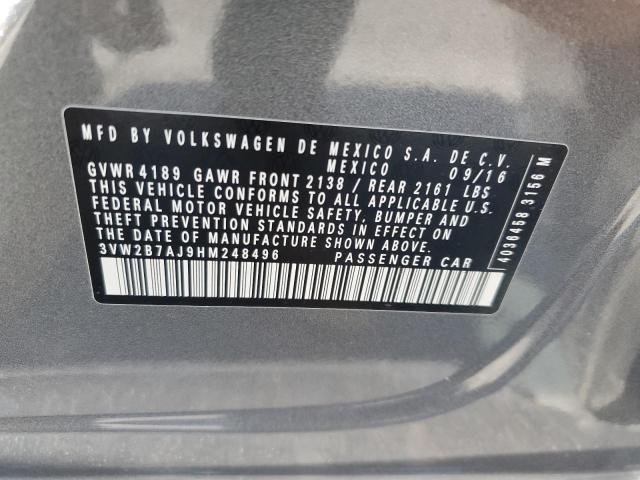 MFD BY VOLKSWAGEN DE MEXICO S.A. DE C.V.
MEXICO 09/16
GVWR 4189 GAWR FRONT 2138 / REAR 2161 LBS
THIS VEHICLE CONFORMS TO ALL APPLICABLE U.S.
FEDERAL MOTOR VEHICLE SAFETY, BUMPER AND
THEFT PREVENTION STANDARDS IN EFFECT ON
THE DATE OF MANUFACTURE SHOWN ABOVE.
3VW2B7AJ9HM248496 PASSENGER CAR
4036458 3156 M